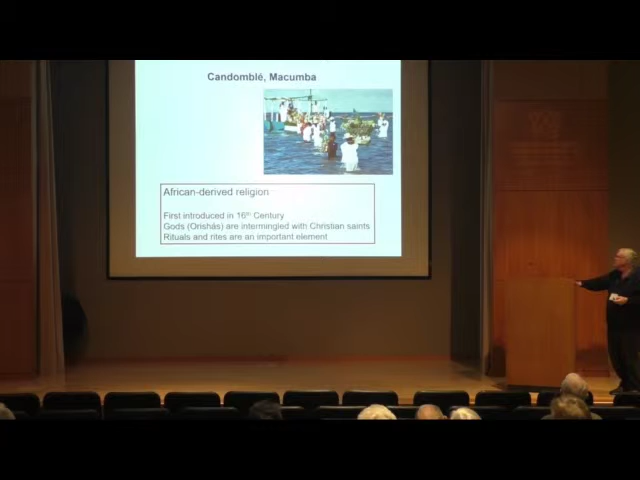 Candomblé, Macumba
African-derived religion
First introduced in 16th Century
Gods (Orishás) are intermingled with Christian saints
Rituals and rites are an important element